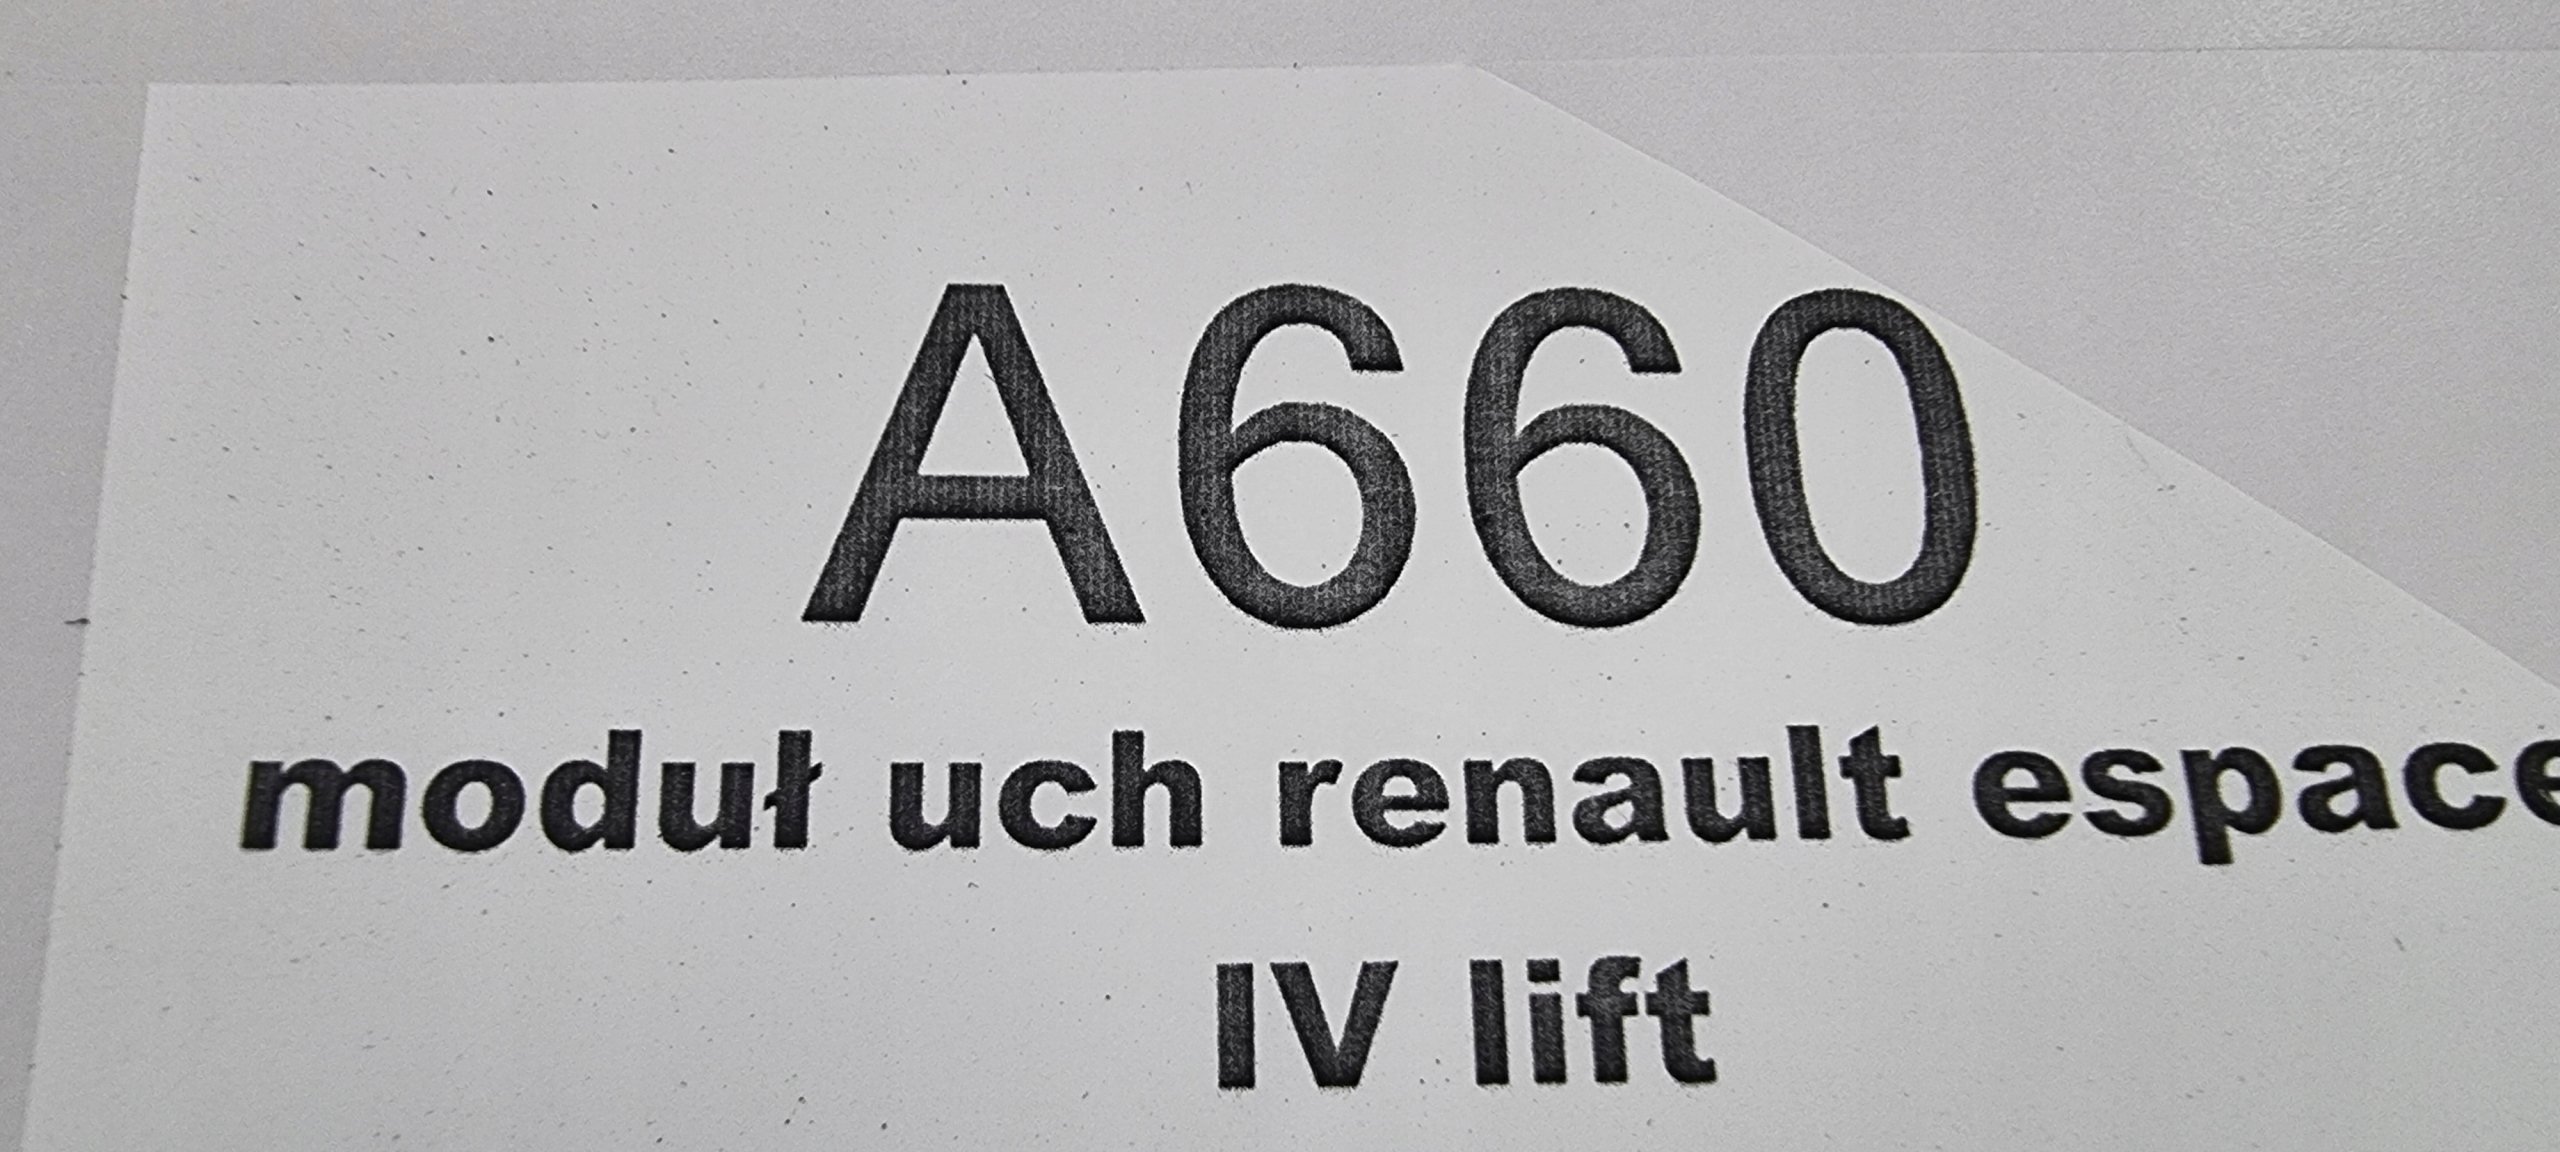 A660
moduł uch renault espace
IV lift